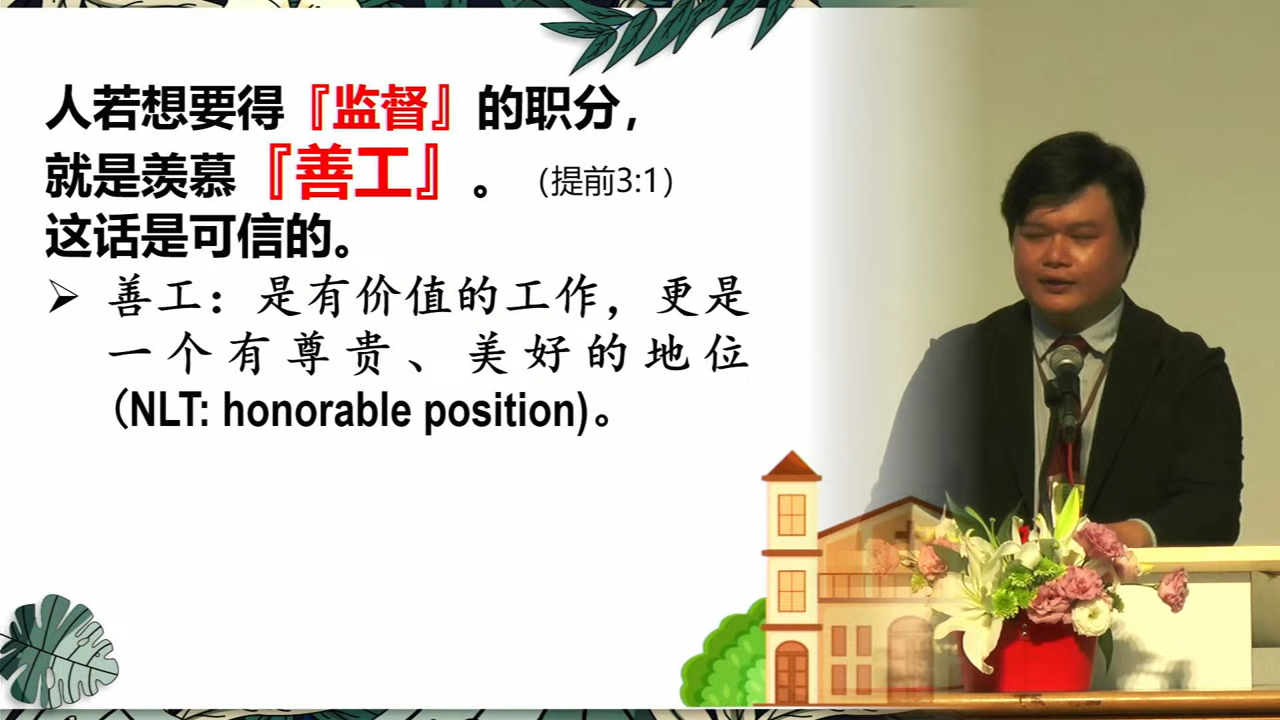 人若想要得『监督』的职分，
就是羡慕『善工』。（提前3:1）
这话是可信的。
➢ 善工：是有价值的工作，更是
一个有尊贵、美好的地位
(NLT: honorable position)。